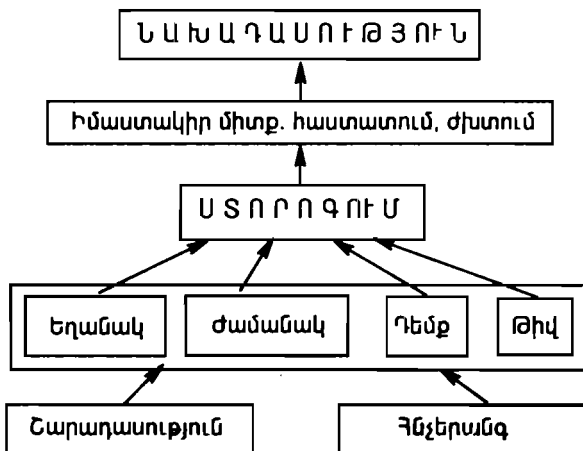 ՆԱԽԱԴԱՍՈՒԹՅՈՒՆ
Իմաստակիր միտք. հաստատում, ժխտում
ՍՏՈՐՈԳՈՒՄ
Եղանակ Ժամանակ Դեմք Թիվ
Շարադասություն Հնչերանգ